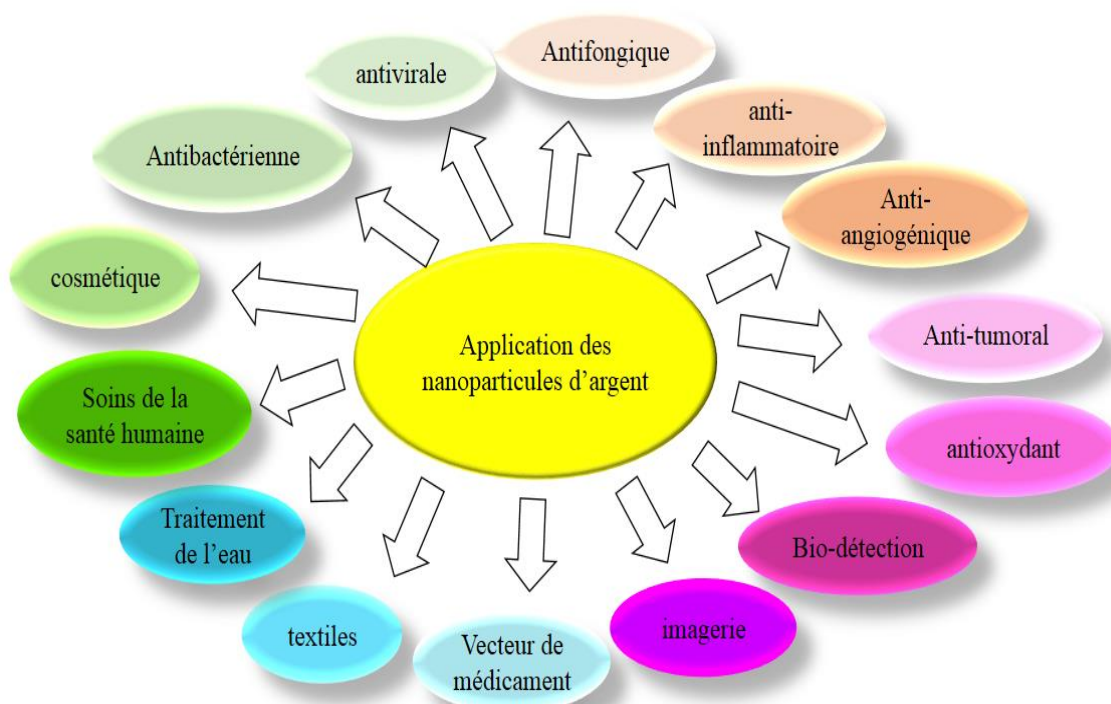 Application des
nanoparticules d’argent
antivirale
Antifongique
anti-
inflammatoire
Anti-
angiogénique
Anti-tumoral
antioxydant
Bio-détection
imagerie
Vecteur de
médicament
textiles
Traitement
de l’eau
Soins de la
santé humaine
cosmétique
Antibactérienne